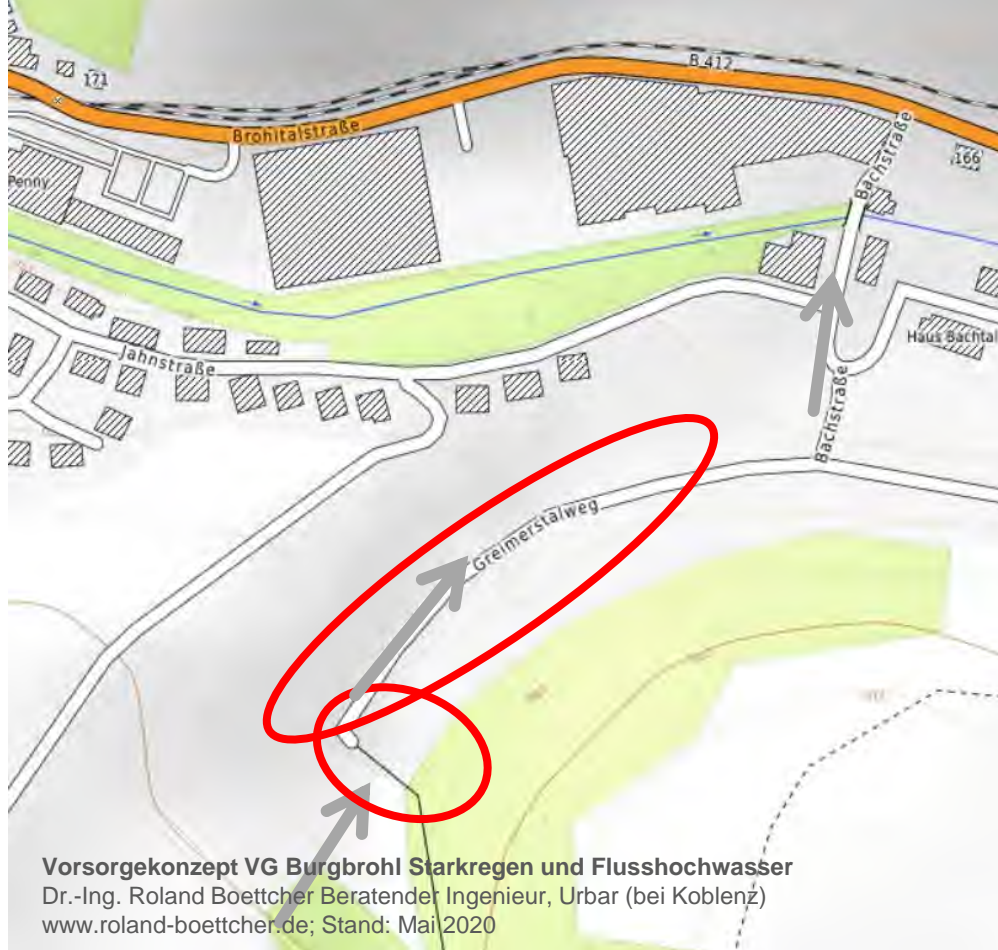 171
B 412
Brohltalstraße
Bachstraße
166
Penny
Haus Bachtal
Jahnstraße
Bachstraße
Greimerstalweg
Vorsorgekonzept VG Burgbrohl Starkregen und Flusshochwasser
Dr.-Ing. Roland Boettcher Beratender Ingenieur, Urbar (bei Koblenz)
www.roland-boettcher.de; Stand: Mai 2020